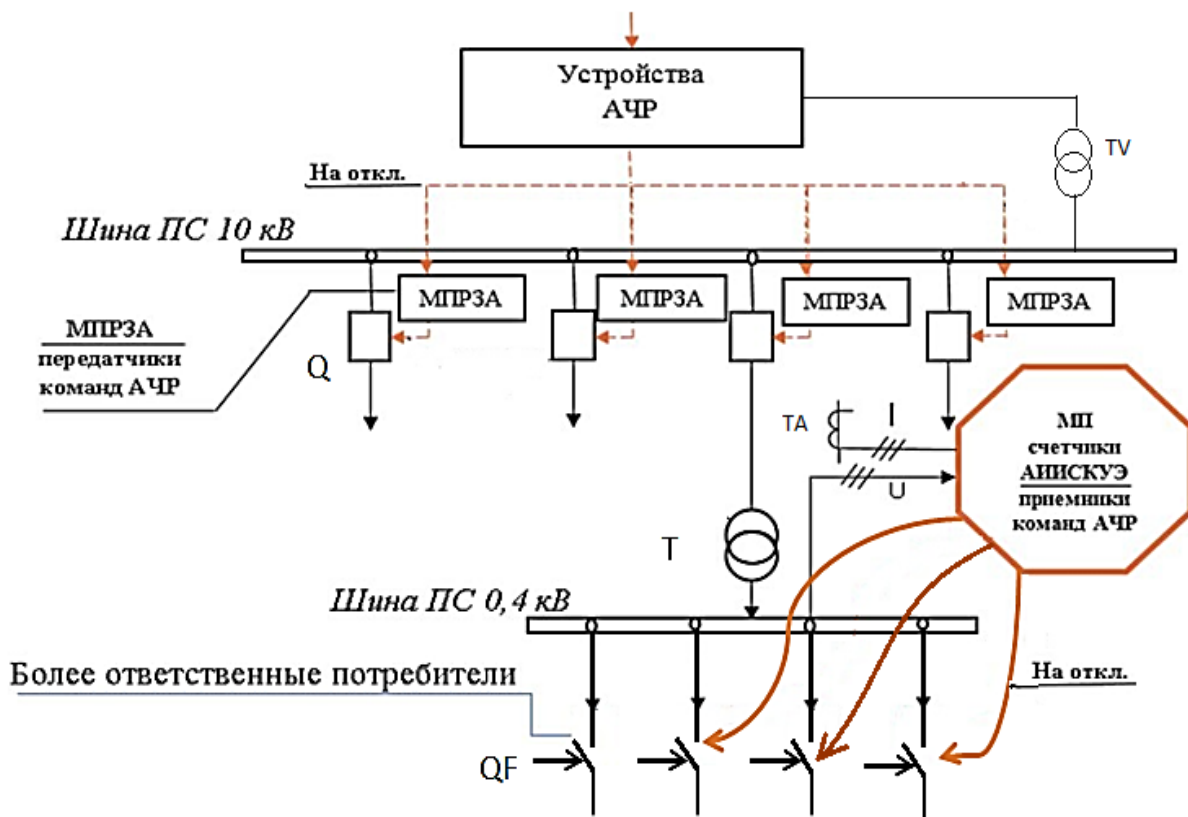 Устройства
АЧР
TV
На откл.
Шина ПС 10 кВ
МПРЗА
МПРЗА
МПРЗА
МПРЗА
МПРЗА
передатчики
команд АЧР
Q
TA
I
U
МП
счетчики
АИИСКУЭ
приемники
команд АЧР
T
Шина ПС 0,4 кВ
Более ответственные потребители
На откл.
QF